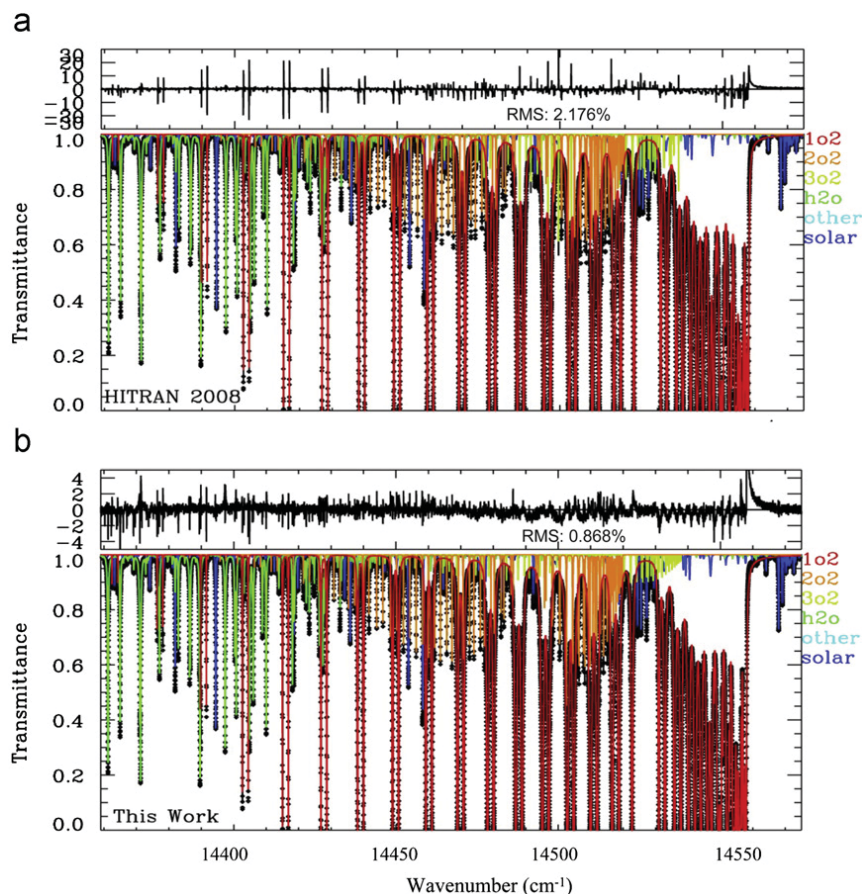 a
30
20
10
0
−10
−20
−30
RMS: 2.176%
1.0
0.8
0.6
0.4
0.2
0.0
Transmittance
HITRAN 2008
1o2
2o2
3o2
h2o
other
solar
b
4
2
0
−2
−4
RMS: 0.868%
1.0
0.8
0.6
0.4
0.2
0.0
Transmittance
This Work
1o2
2o2
3o2
h2o
other
solar
14400
14450
14500
14550
Wavenumber (cm⁻¹)